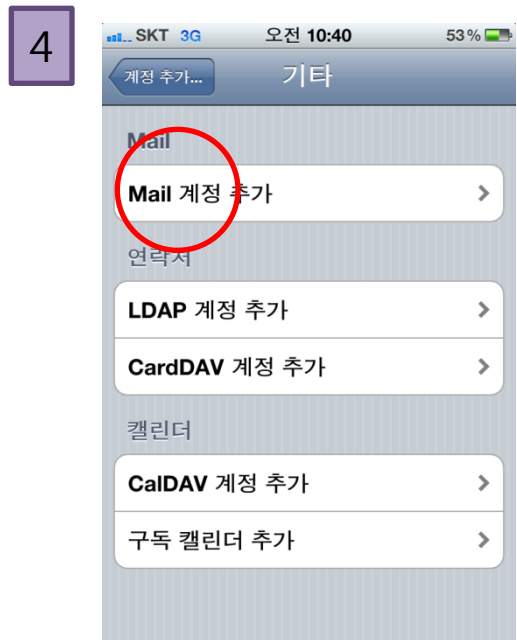 4
SKT 3G 오전 10:40 53%
계정 추가... 기타
Mail
Mail 계정 추가
연락처
LDAP 계정 추가
CardDAV 계정 추가
캘린더
CalDAV 계정 추가
구독 캘린더 추가